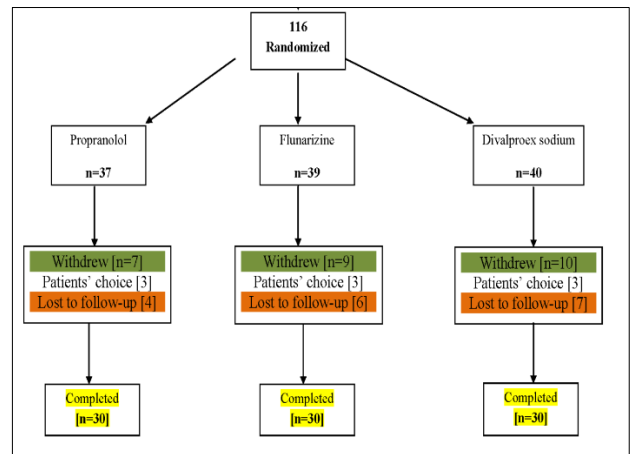 116
Randomized
Propranolol
n=37
Flunarizine
n=39
Divalproex sodium
n=40
Withdrew [n=7]
Patients' choice [3]
Lost to follow-up [4]
Withdrew [n=9]
Patients' choice [3]
Lost to follow-up [6]
Withdrew [n=10]
Patients' choice [3]
Lost to follow-up [7]
Completed
[n=30]
Completed
[n=30]
Completed
[n=30]